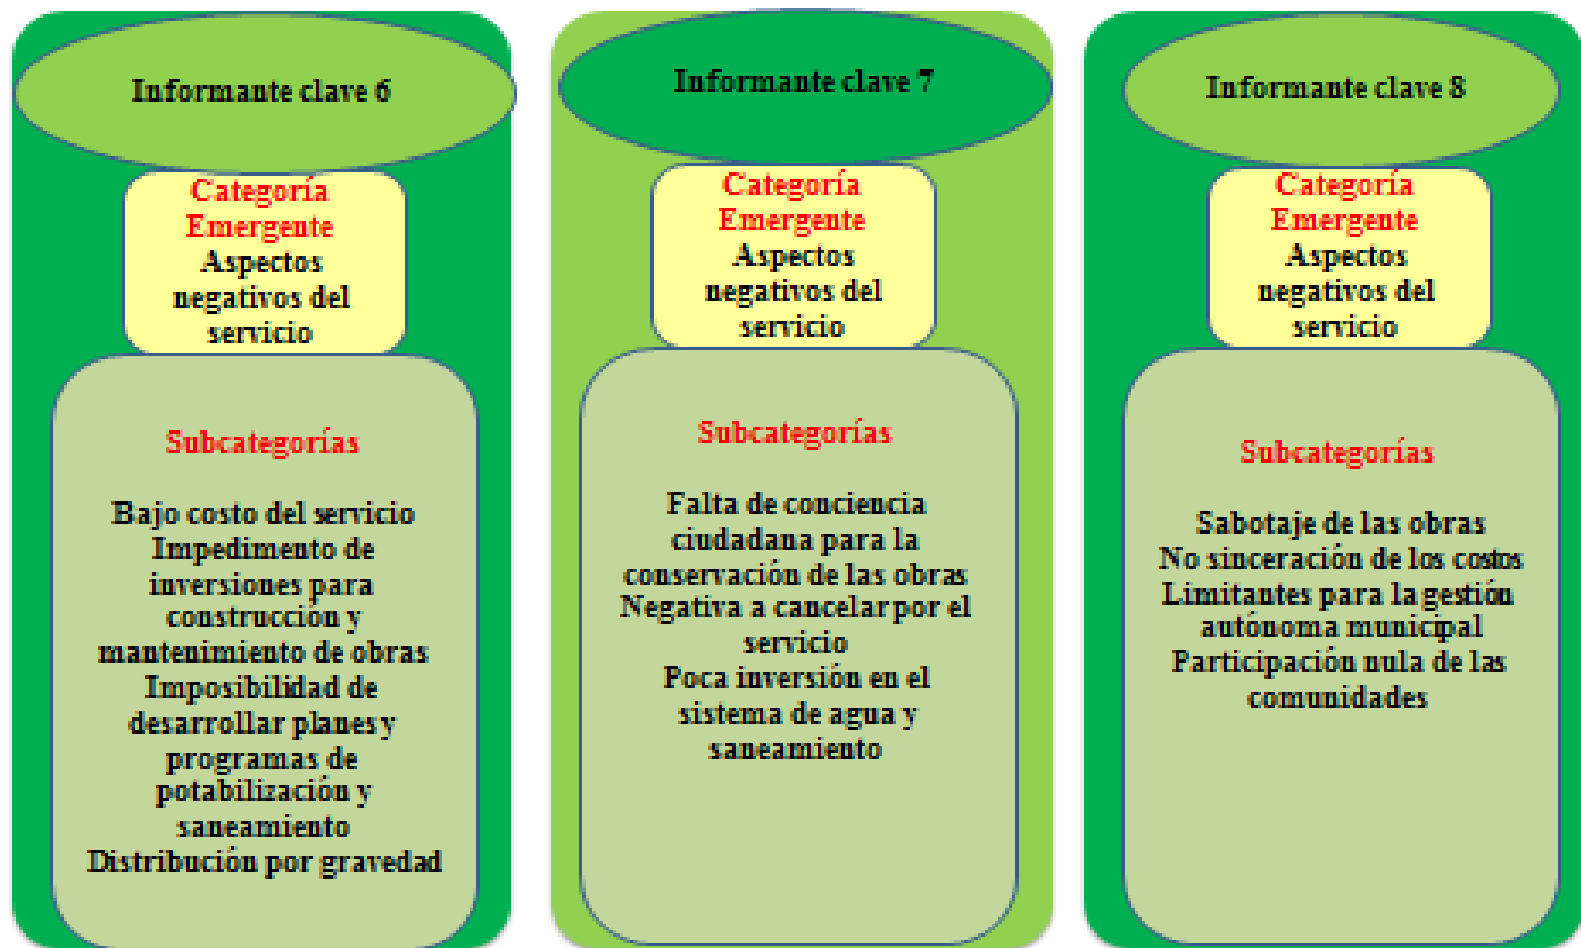 Informante clave 6
Categoría
Emergente
Aspectos
negativos del
servicio
Subcategorías
Bajo costo del servicio
Impedimento de
inversiones para
construcción y
mantenimiento de obras
Imposibilidad de
desarrollar planes y
programas de
potabilización y
saneamiento
Distribución por gravedad
Informante clave 7
Categoría
Emergente
Aspectos
negativos del
servicio
Subcategorías
Falta de conciencia
ciudadana para la
conservación de las obras
Negativa a cancelar por el
servicio
Poca inversión en el
sistema de agua y
saneamiento
Informante clave 8
Categoría
Emergente
Aspectos
negativos del
servicio
Subcategorías
Sabotaje de las obras
No sinceración de los costos
Limitantes para la gestión
autónoma municipal
Participación nula de las
comunidades